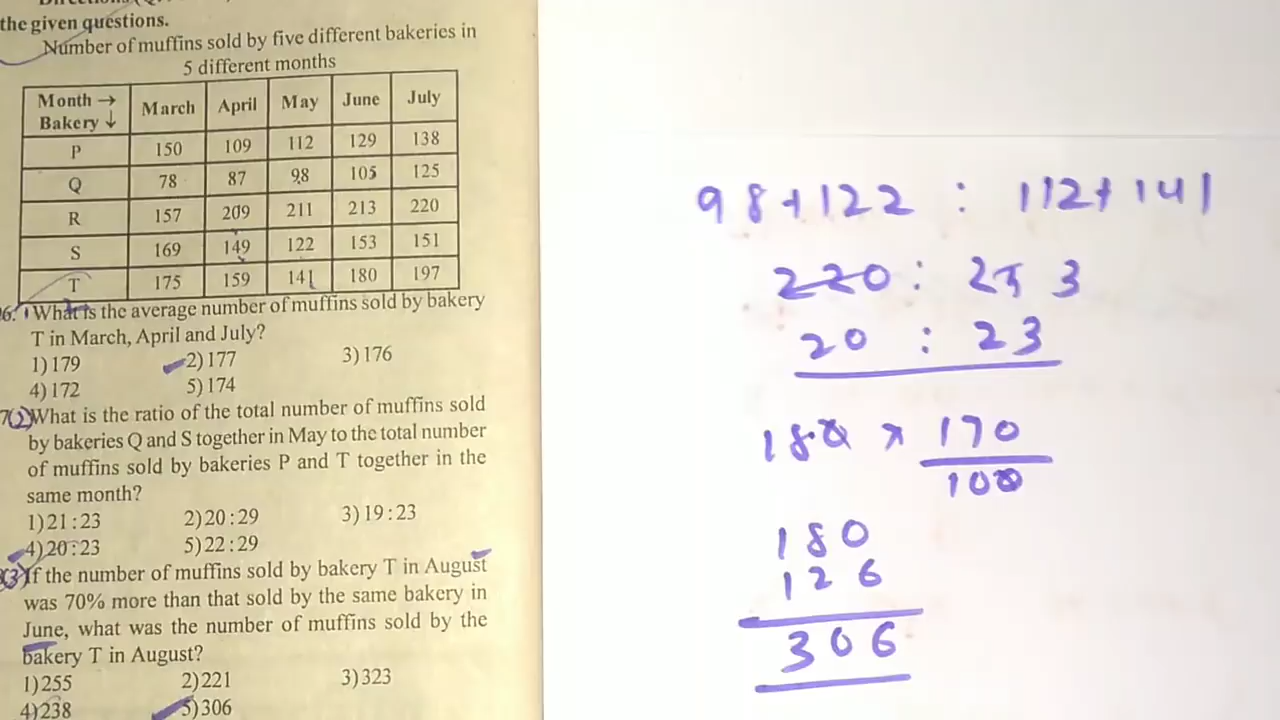 the given questions.
Number of muffins sold by five different bakeries in
5 different months
Month → March April May June July
Bakery ↓
P 150 109 112 129 138
Q 78 87 98 105 125
R 157 209 211 213 220
S 169 149 122 153 151
T 175 159 141 180 197
6. What is the average number of muffins sold by bakery
T in March, April and July?
1) 179 2) 177 3) 176
4) 172 5) 174
7(2) What is the ratio of the total number of muffins sold
by bakeries Q and S together in May to the total number
of muffins sold by bakeries P and T together in the
same month?
1) 21 : 23 2) 20 : 29 3) 19 : 23
4) 20 : 23 5) 22 : 29
(3) If the number of muffins sold by bakery T in August
was 70% more than that sold by the same bakery in
June, what was the number of muffins sold by the
bakery T in August?
1) 255 2) 221 3) 323
4) 238 5) 306
98+122 : 112+141
220 : 253
20 : 23
180 × 170
100
180
126
306